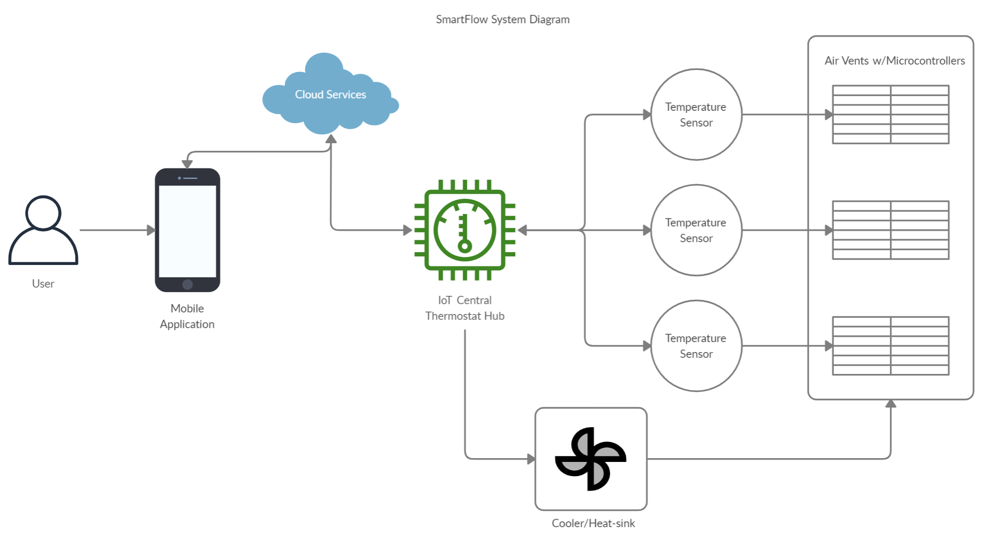 SmartFlow System Diagram
Cloud Services
Air Vents w/Microcontrollers
Temperature
Sensor
Temperature
Sensor
Temperature
Sensor
User
Mobile
Application
IoT Central
Thermostat Hub
Cooler/Heat-sink